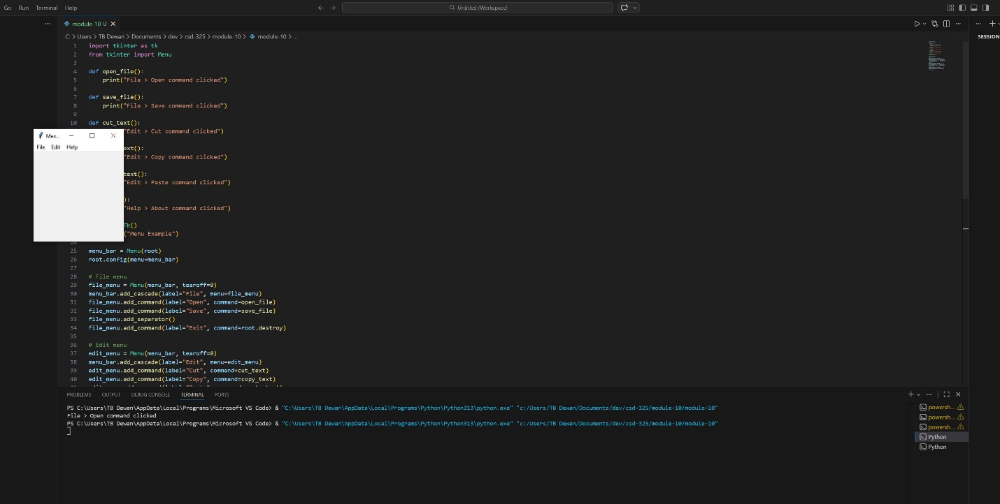 Go Run Terminal Help
Untitled (Workspace)
module-10 U
C: > Users > TB Dewan > Documents > dev > csd-325 > module-10 > module-10 > ...
SESSION
1 import tkinter as tk
2 from tkinter import Menu
3
4 def open_file():
5 print("File > Open command clicked")
6
7 def save_file():
8 print("File > Save command clicked")
9
10 def cut_text():
"Edit > Cut command clicked")
ext():
"Edit > Copy command clicked")
text():
"Edit > Paste command clicked")
):
"Help > About command clicked")
Tk()
("Menu Example")
Men...
File Edit Help
24
25 menu_bar = Menu(root)
26 root.config(menu=menu_bar)
27
28 # File menu
29 file_menu = Menu(menu_bar, tearoff=0)
30 menu_bar.add_cascade(label="File", menu=file_menu)
31 file_menu.add_command(label="Open", command=open_file)
32 file_menu.add_command(label="Save", command=save_file)
33 file_menu.add_separator()
34 file_menu.add_command(label="Exit", command=root.destroy)
35
36 # Edit menu
37 edit_menu = Menu(menu_bar, tearoff=0)
38 menu_bar.add_cascade(label="Edit", menu=edit_menu)
39 edit_menu.add_command(label="Cut", command=cut_text)
40 edit_menu.add_command(label="Copy", command=copy_text)
PROBLEMS OUTPUT DEBUG CONSOLE TERMINAL PORTS
PS C:\Users\TB Dewan\AppData\Local\Programs\Microsoft VS Code> & "C:\Users\TB Dewan\AppData\Local\Programs\Python\Python313\python.exe" "c:/Users/TB Dewan/Documents/dev/csd-325/module-10/module-10"
File > Open command clicked
PS C:\Users\TB Dewan\AppData\Local\Programs\Microsoft VS Code> & "C:\Users\TB Dewan\AppData\Local\Programs\Python\Python313\python.exe" "c:/Users/TB Dewan/Documents/dev/csd-325/module-10/module-10"
powersh...
powersh...
powersh...
Python
Python